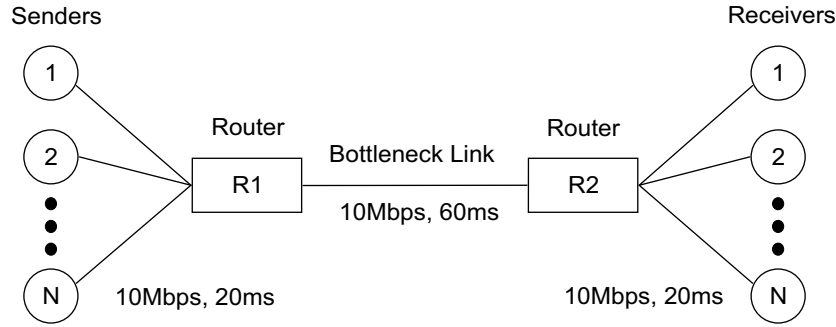 Senders
Receivers
1
1
Router
Router
2
Bottleneck Link
2
R1
R2
10Mbps, 60ms
N
10Mbps, 20ms
10Mbps, 20ms
N